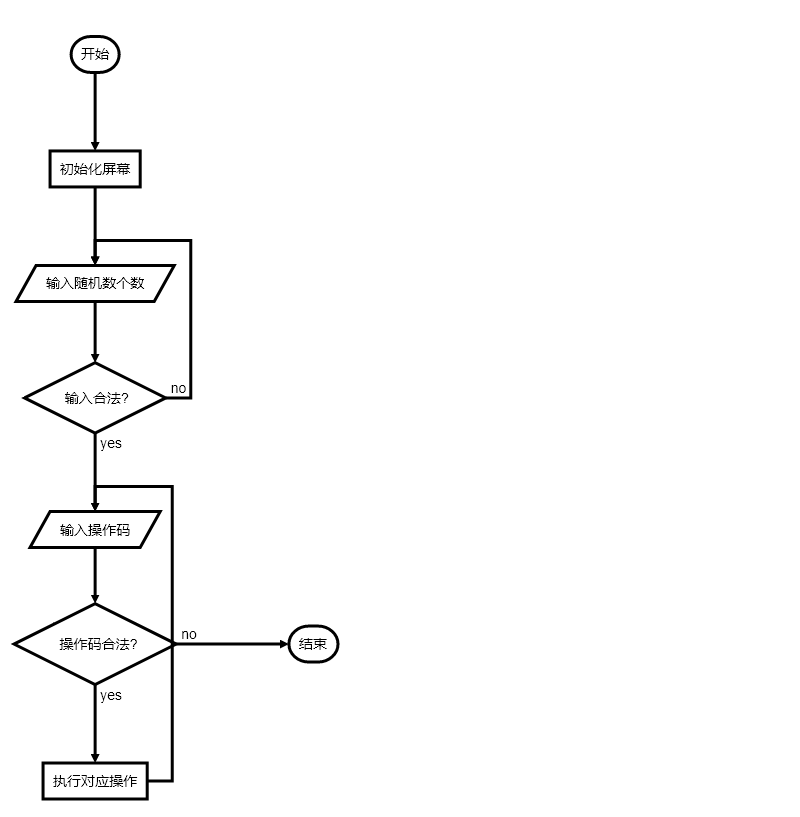 开始
初始化屏幕
输入随机数个数
输入合法?
no
yes
输入操作码
操作码合法?
no
结束
yes
执行对应操作